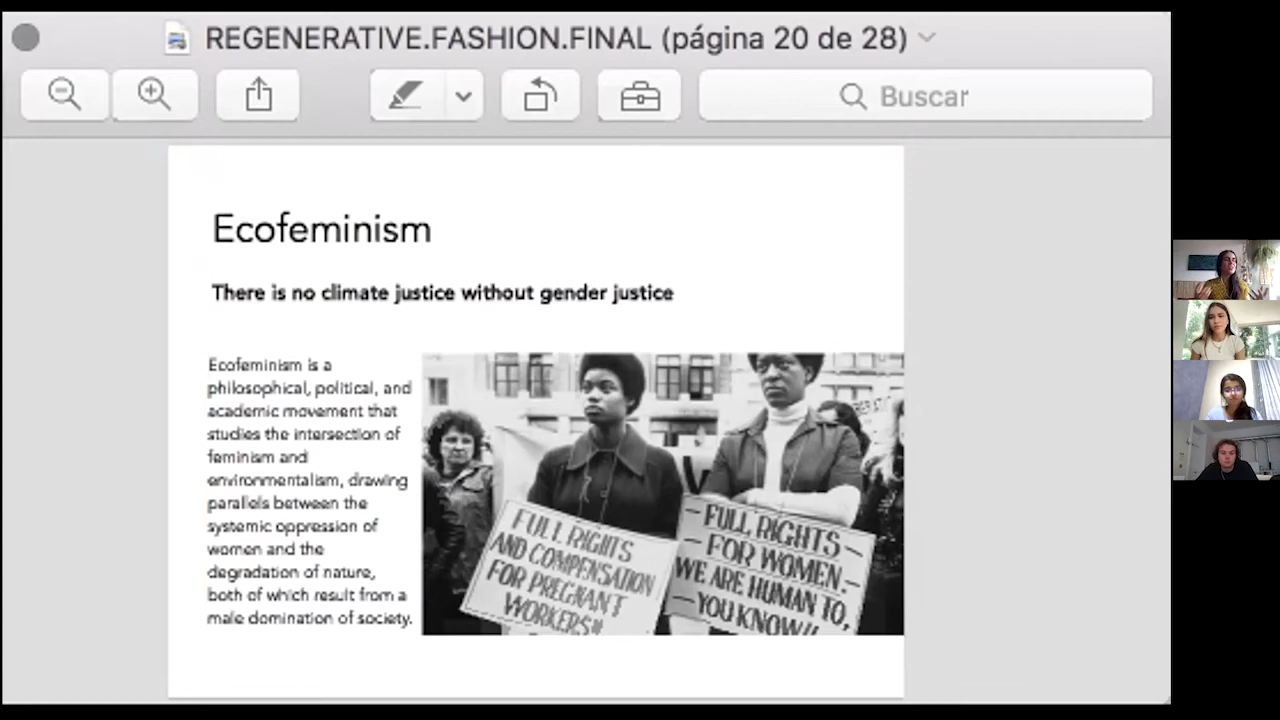 REGENERATIVE.FASHION.FINAL (página 20 de 28)
Buscar
Ecofeminism
There is no climate justice without gender justice
Ecofeminism is a
philosophical, political, and
academic movement that
studies the intersection of
feminism and
environmentalism, drawing
parallels between the
systemic oppression of
women and the
degradation of nature,
both of which result from a
male domination of society.
FULL RIGHTS
AND COMPENSATION
FOR PREGNANT
WORKERS"
— FULL RIGHTS —
— FOR WOMEN. —
WE ARE HUMAN TO,
— YOU KNOW!!